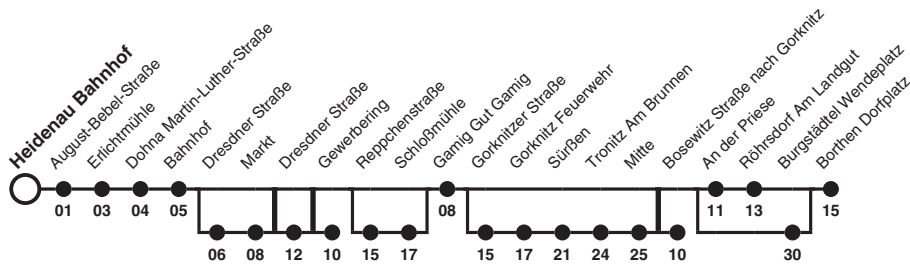 Heidenau Bahnhof
August-Bebel-Straße
Erlichtmühle
Dohna Martin-Luther-Straße
Bahnhof
Dresdner Straße
Markt
Dresdner Straße
Gewerbering
Reppchenstraße
Schloßmühle
Gamig Gut Gamig
Gorknitzer Straße
Gorknitz Feuerwehr
Sürßen
Tronitz Am Brunnen
Mitte
Bosewitz Straße nach Gorknitz
An der Priese
Röhrsdorf Am Landgut
Burgstädtel Wendeplatz
Borthen Dorfplatz
01 03 04 05 08 11 13 15
06 08 12 10 15 17 15 17 21 24 25 10 30